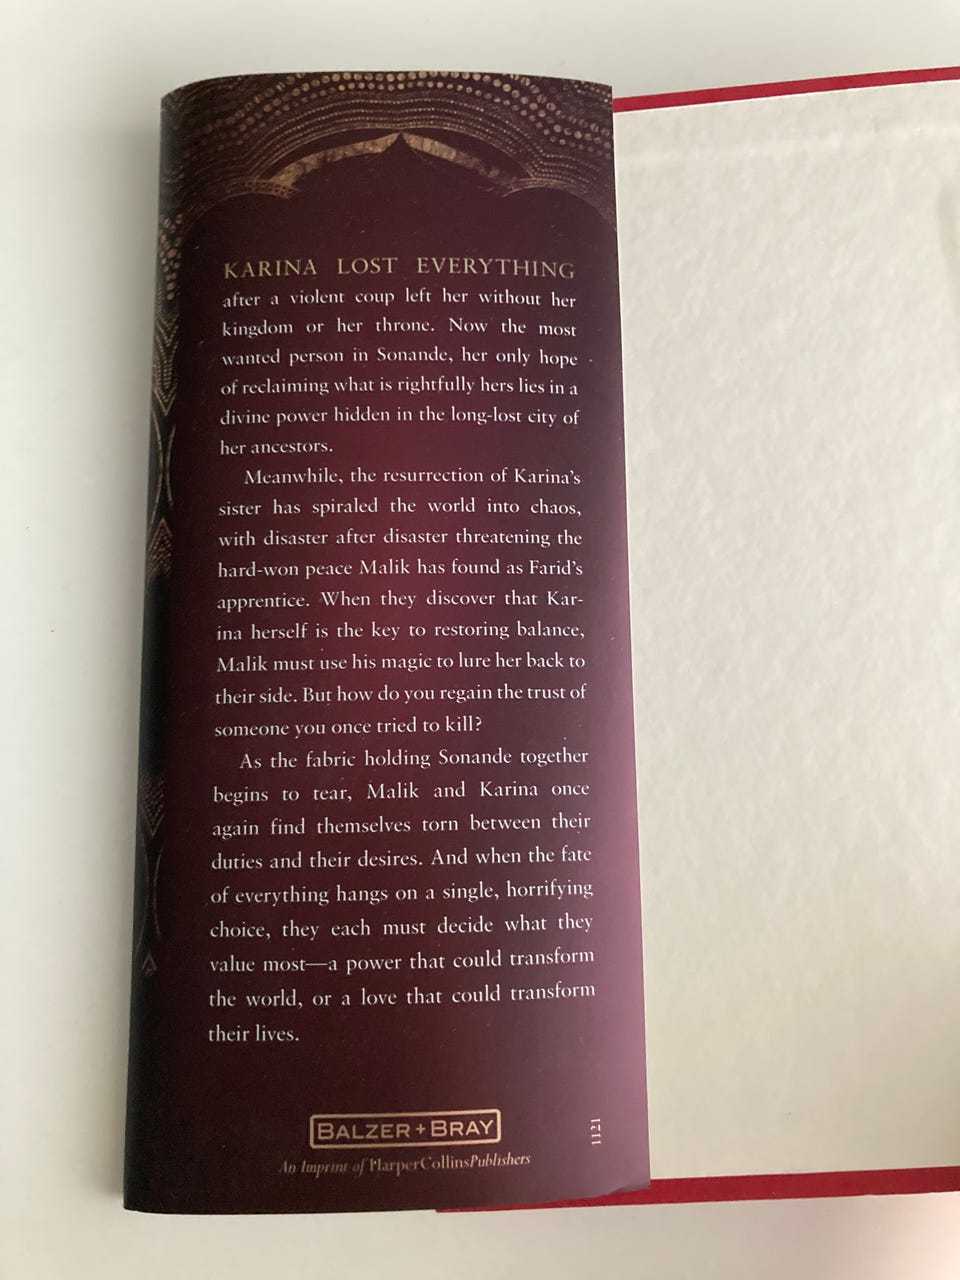 KARINA LOST EVERYTHING
after a violent coup left her without her
kingdom or her throne. Now the most
wanted person in Sonande, her only hope
of reclaiming what is rightfully hers lies in a
divine power hidden in the long-lost city of
her ancestors.
Meanwhile, the resurrection of Karina’s
sister has spiraled the world into chaos,
with disaster after disaster threatening the
hard-won peace Malik has found as Farid’s
apprentice. When they discover that Kar-
ina herself is the key to restoring balance,
Malik must use his magic to lure her back to
their side. But how do you regain the trust of
someone you once tried to kill?
As the fabric holding Sonande together
begins to tear, Malik and Karina once
again find themselves torn between their
duties and their desires. And when the fate
of everything hangs on a single, horrifying
choice, they each must decide what they
value most—a power that could transform
the world, or a love that could transform
their lives.
BALZER + BRAY
An Imprint of HarperCollinsPublishers
1121